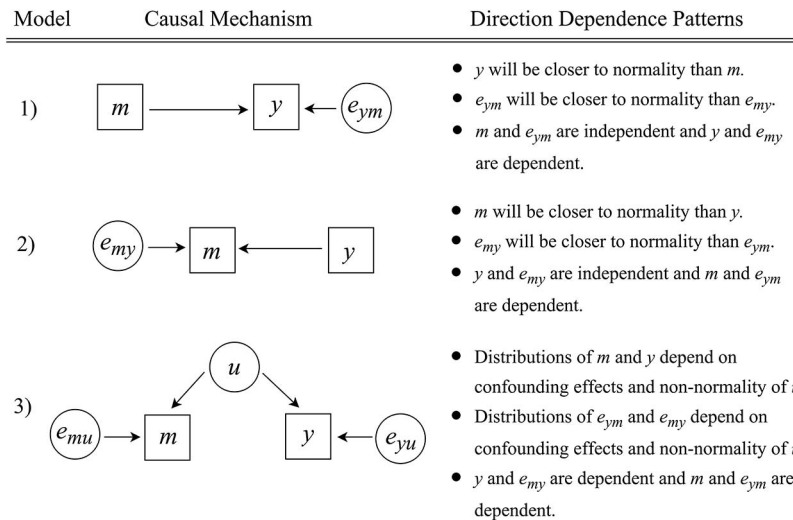 Model Causal Mechanism Direction Dependence Patterns
1) m y e_ym
• y will be closer to normality than m.
• e_ym will be closer to normality than e_my.
• m and e_ym are independent and y and e_my
are dependent.
2) e_my m y
• m will be closer to normality than y.
• e_my will be closer to normality than e_ym.
• y and e_my are independent and m and e_ym
are dependent.
3) u
e_mu m y e_yu
• Distributions of m and y depend on
confounding effects and non-normality of
• Distributions of e_ym and e_my depend on
confounding effects and non-normality of
• y and e_my are dependent and m and e_ym are
dependent.